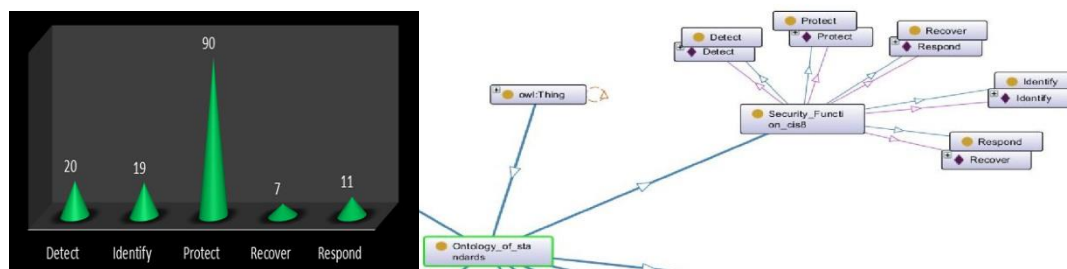 90
20
19
7
11
Detect Identify Protect Recover Respond
owl:Thing
Detect
Detect
Protect
Protect
Recover
Respond
Security_Functi
on_cis8
Identify
Identify
Respond
Recover
Ontology_of_sta
ndards